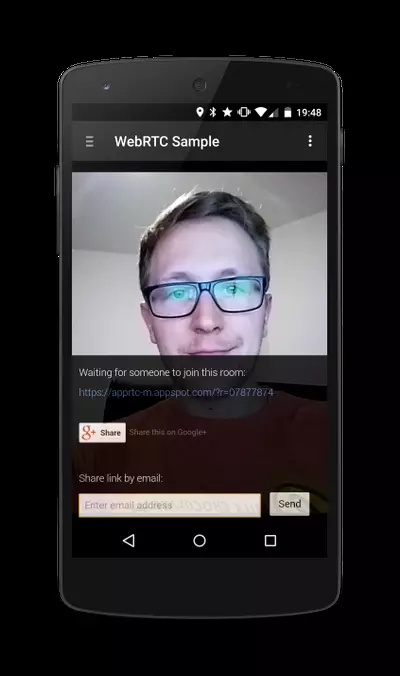 19:48
WebRTC Sample
Waiting for someone to join this room:
https://apprtc-m.appspot.com/?r=07877874
g+ Share Share this on Google+
Share link by email:
Enter email address Send